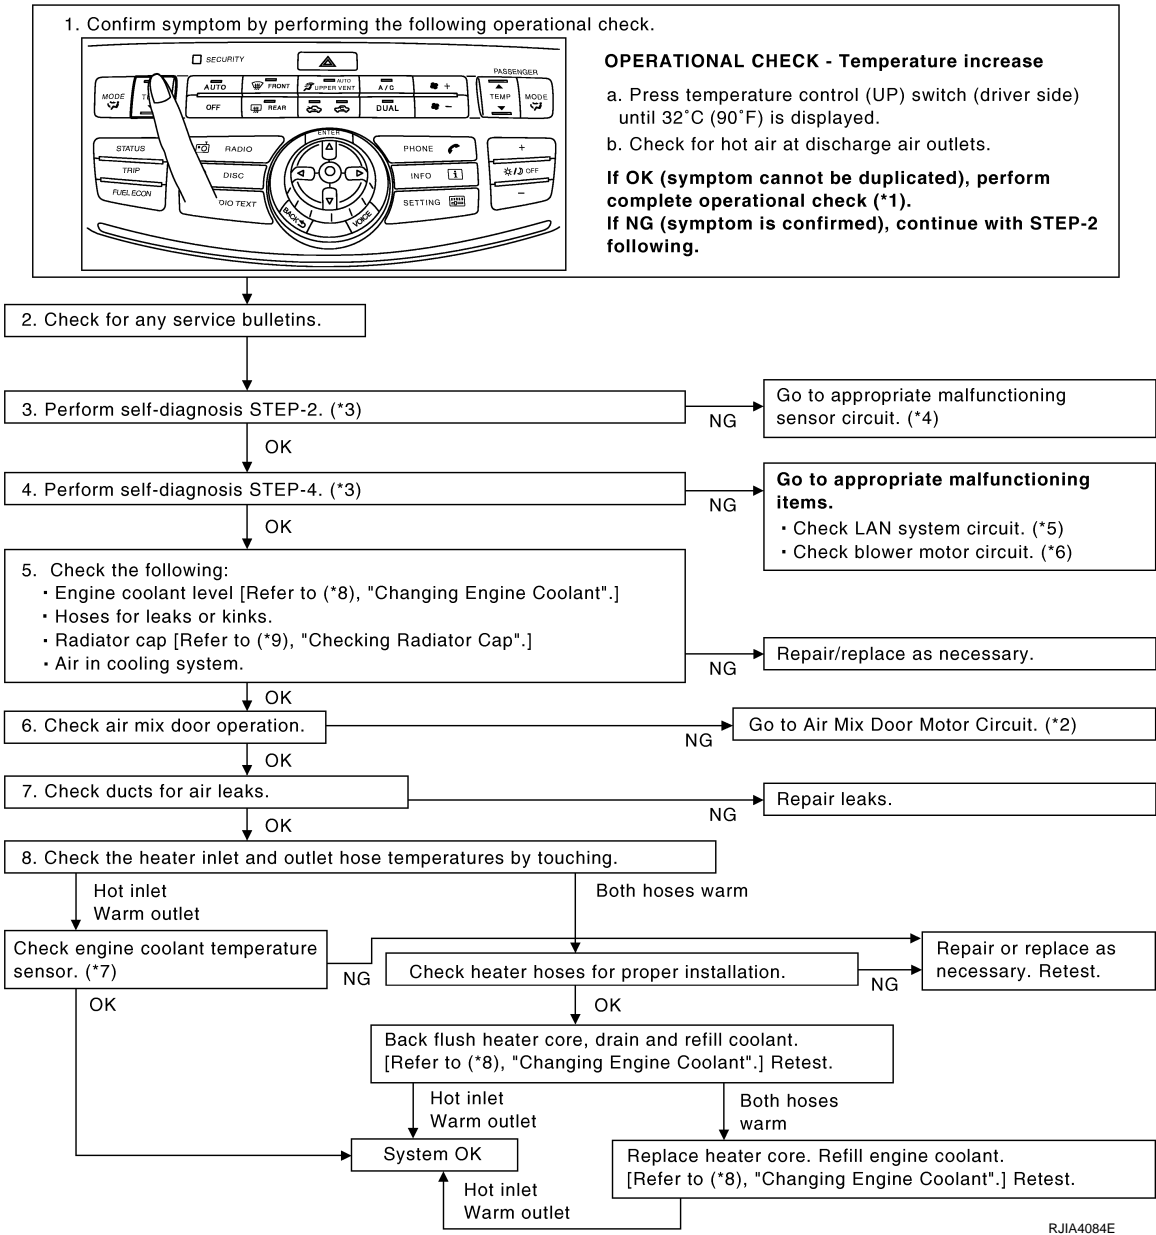 1. Confirm symptom by performing the following operational check.
SECURITY
PASSENGER
MODE
AUTO
FRONT
AUTO
UPPER VENT
A/C
+
TEMP
MODE
OFF
REAR
DUAL
−
STATUS
TRIP
FUEL ECON
RADIO
DISC
DIO TEXT
ENTER
BACK
VOICE
PHONE
INFO
SETTING
+
OFF
−
OPERATIONAL CHECK - Temperature increase
a. Press temperature control (UP) switch (driver side)
until 32˚C (90˚F) is displayed.
b. Check for hot air at discharge air outlets.
If OK (symptom cannot be duplicated), perform
complete operational check (*1).
If NG (symptom is confirmed), continue with STEP-2
following.
2. Check for any service bulletins.
3. Perform self-diagnosis STEP-2. (*3)
NG
Go to appropriate malfunctioning
sensor circuit. (*4)
OK
4. Perform self-diagnosis STEP-4. (*3)
NG
Go to appropriate malfunctioning
items.
· Check LAN system circuit. (*5)
· Check blower motor circuit. (*6)
OK
5. Check the following:
· Engine coolant level [Refer to (*8), "Changing Engine Coolant".]
· Hoses for leaks or kinks.
· Radiator cap [Refer to (*9), "Checking Radiator Cap".]
· Air in cooling system.
NG
Repair/replace as necessary.
OK
6. Check air mix door operation.
NG
Go to Air Mix Door Motor Circuit. (*2)
OK
7. Check ducts for air leaks.
NG
Repair leaks.
OK
8. Check the heater inlet and outlet hose temperatures by touching.
Hot inlet
Warm outlet
Both hoses warm
Check engine coolant temperature
sensor. (*7)
NG
Check heater hoses for proper installation.
NG
Repair or replace as
necessary. Retest.
OK
OK
Back flush heater core, drain and refill coolant.
[Refer to (*8), "Changing Engine Coolant".] Retest.
Hot inlet
Warm outlet
Both hoses
warm
System OK
Replace heater core. Refill engine coolant.
[Refer to (*8), "Changing Engine Coolant".] Retest.
Hot inlet
Warm outlet
RJIA4084E